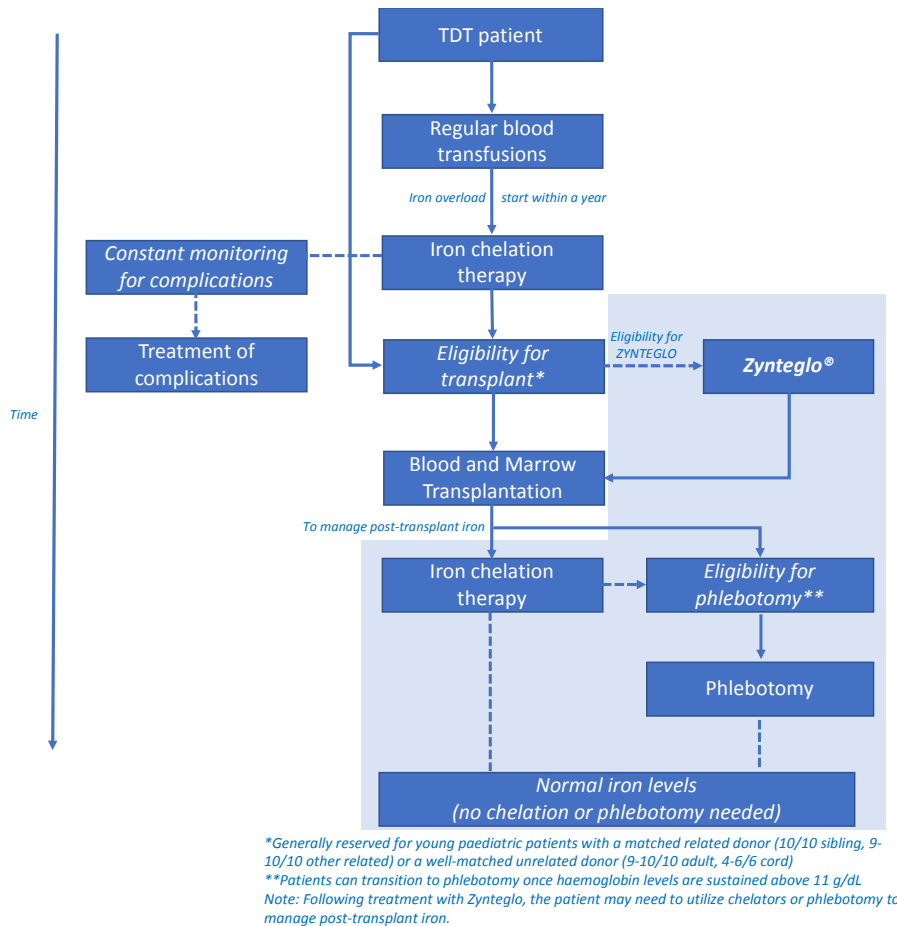 TDT patient
Regular blood
transfusions
Iron overload
start within a year
Constant monitoring
for complications
Iron chelation
therapy
Treatment of
complications
Eligibility for
transplant*
Eligibility for
ZYNTEGLO
Zynteglo®
Time
Blood and Marrow
Transplantation
To manage post-transplant iron
Iron chelation
therapy
Eligibility for
phlebotomy**
Phlebotomy
Normal iron levels
(no chelation or phlebotomy needed)
*Generally reserved for young paediatric patients with a matched related donor (10/10 sibling, 9-
10/10 other related) or a well-matched unrelated donor (9-10/10 adult, 4-6/6 cord)
**Patients can transition to phlebotomy once haemoglobin levels are sustained above 11 g/dL
Note: Following treatment with Zynteglo, the patient may need to utilize chelators or phlebotomy to
manage post-transplant iron.